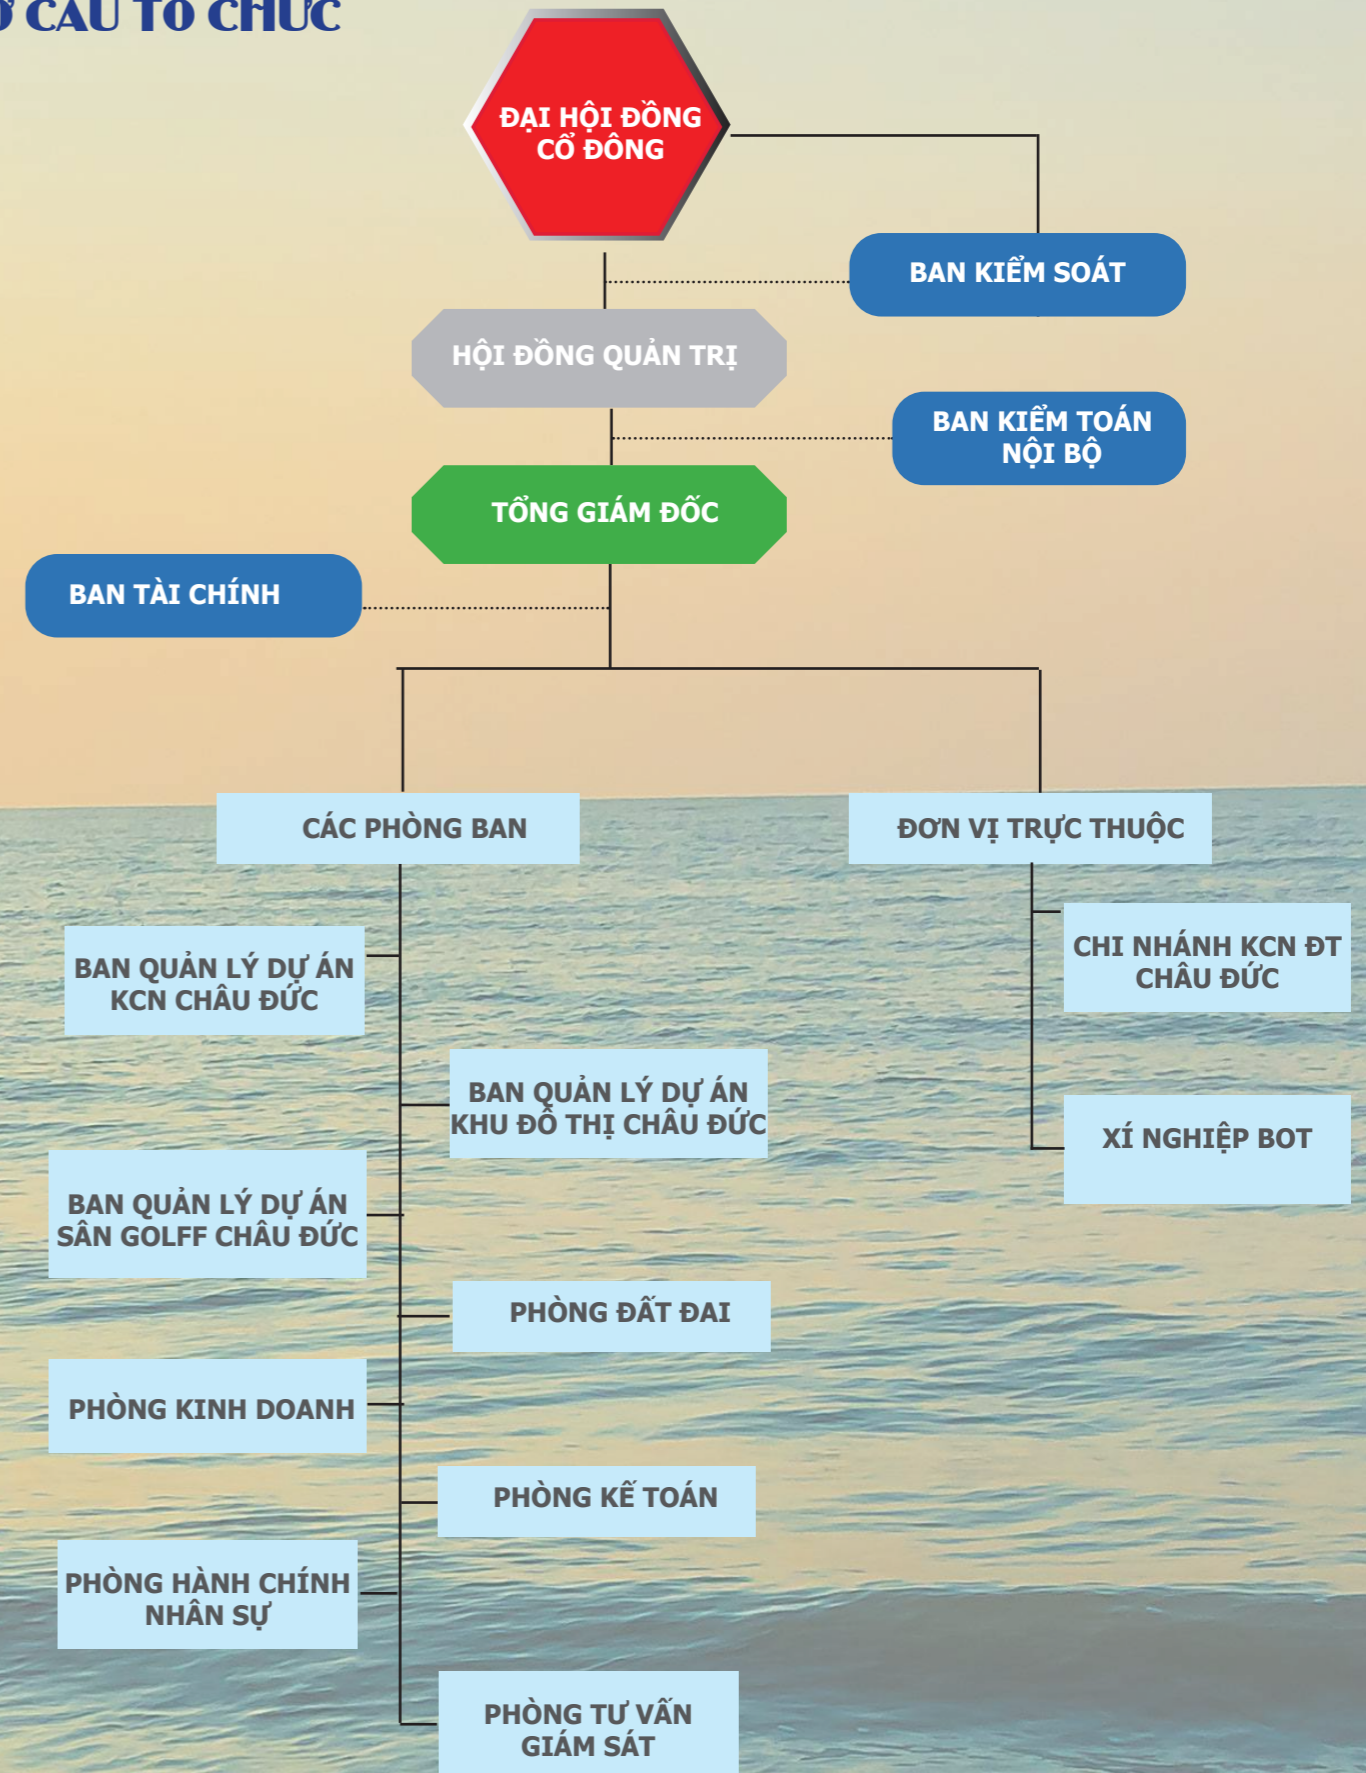 CẤU TỔ CHỨC
ĐẠI HỘI ĐỒNG
CỔ ĐÔNG
BAN KIỂM SOÁT
HỘI ĐỒNG QUẢN TRỊ
BAN KIỂM TOÁN
NỘI BỘ
TỔNG GIÁM ĐỐC
BAN TÀI CHÍNH
CÁC PHÒNG BAN
ĐƠN VỊ TRỰC THUỘC
CHI NHÁNH KCN ĐT
CHÂU ĐỨC
BAN QUẢN LÝ DỰ ÁN
KCN CHÂU ĐỨC
BAN QUẢN LÝ DỰ ÁN
KHU ĐÔ THỊ CHÂU ĐỨC
XÍ NGHIỆP BOT
BAN QUẢN LÝ DỰ ÁN
SÂN GOLFF CHÂU ĐỨC
PHÒNG ĐẤT ĐAI
PHÒNG KINH DOANH
PHÒNG KẾ TOÁN
PHÒNG HÀNH CHÍNH
NHÂN SỰ
PHÒNG TƯ VẤN
GIÁM SÁT